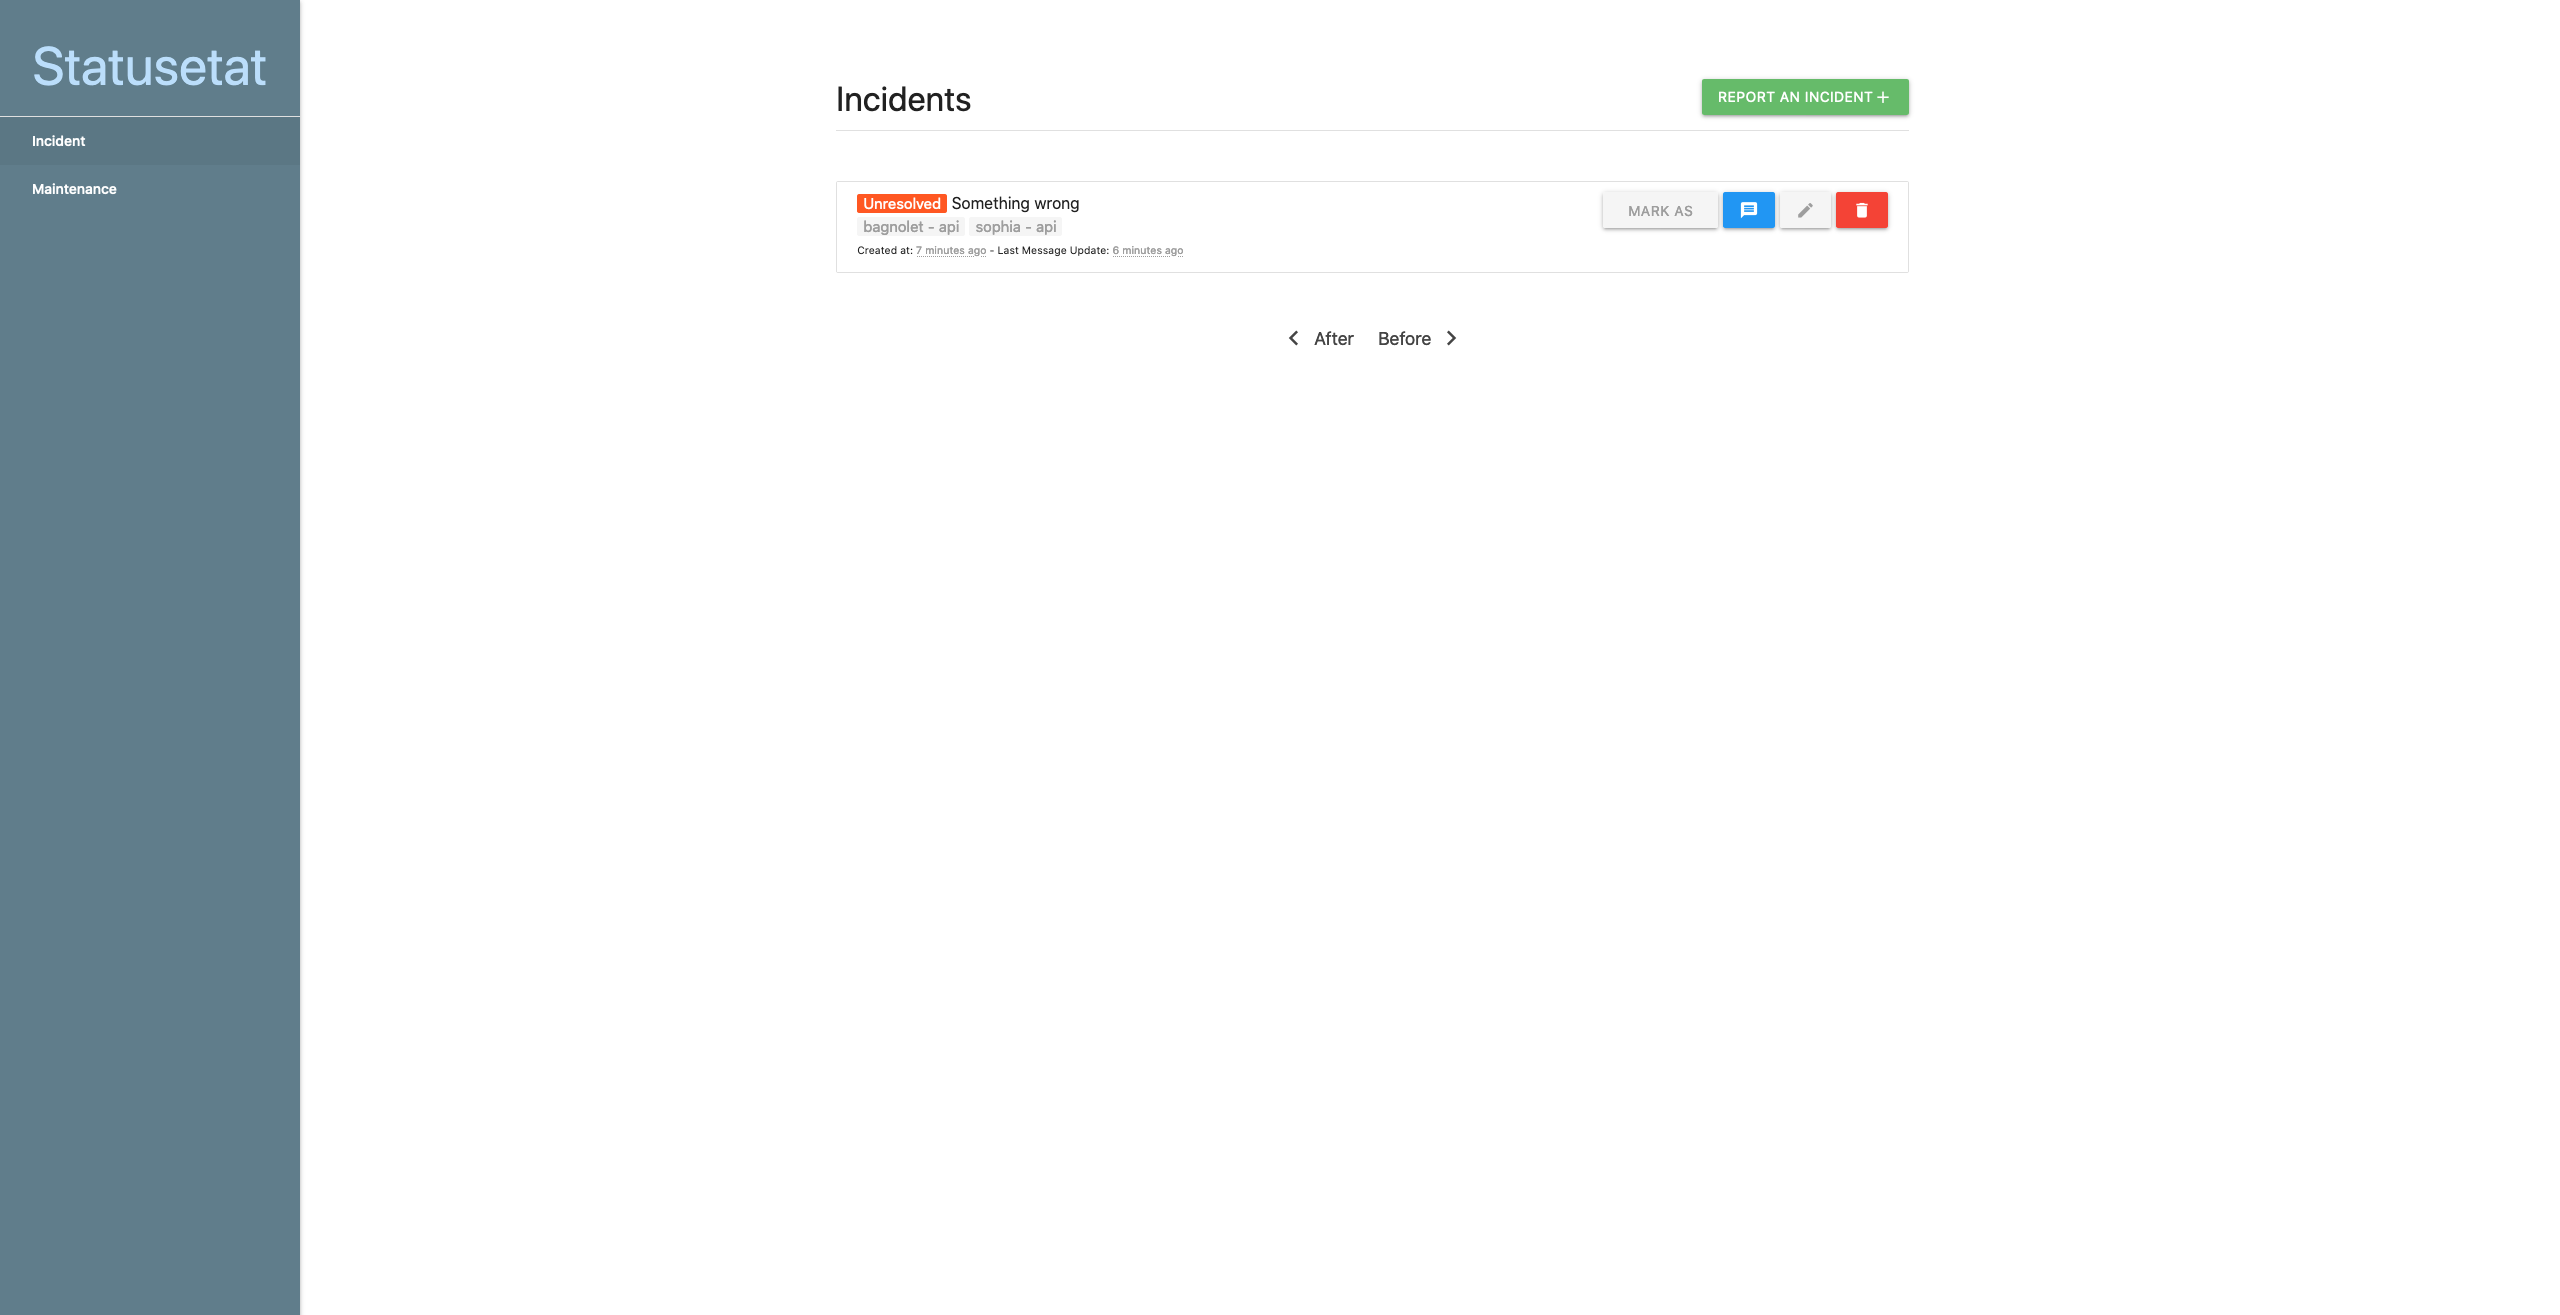 Statusetat
Incident
Maintenance
Incidents
REPORT AN INCIDENT
Unresolved Something wrong
MARK AS
bagnolet - api sophia - api
Created at: 7 minutes ago - Last Message Update: 6 minutes ago
After Before